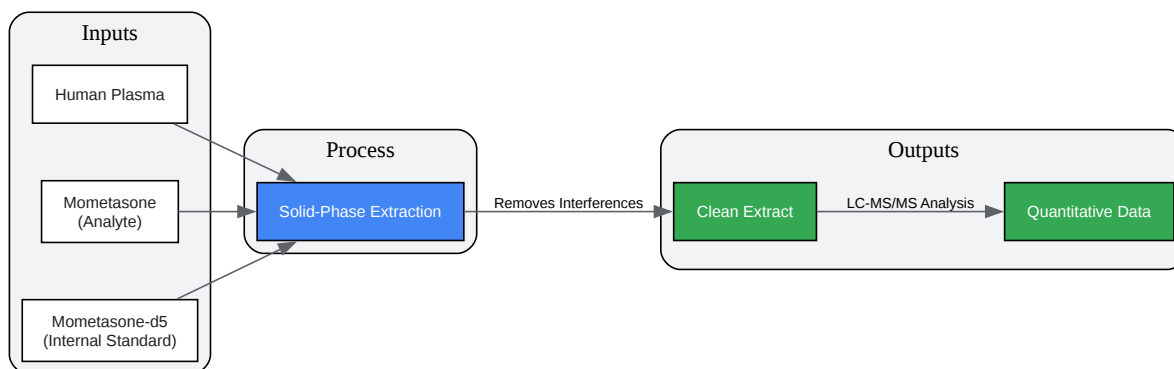 Inputs
Human Plasma
Mometasone
(Analyte)
Mometasone-d5
(Internal Standard)
Process
Solid-Phase Extraction
Removes Interferences
Outputs
Clean Extract
LC-MS/MS Analysis
Quantitative Data